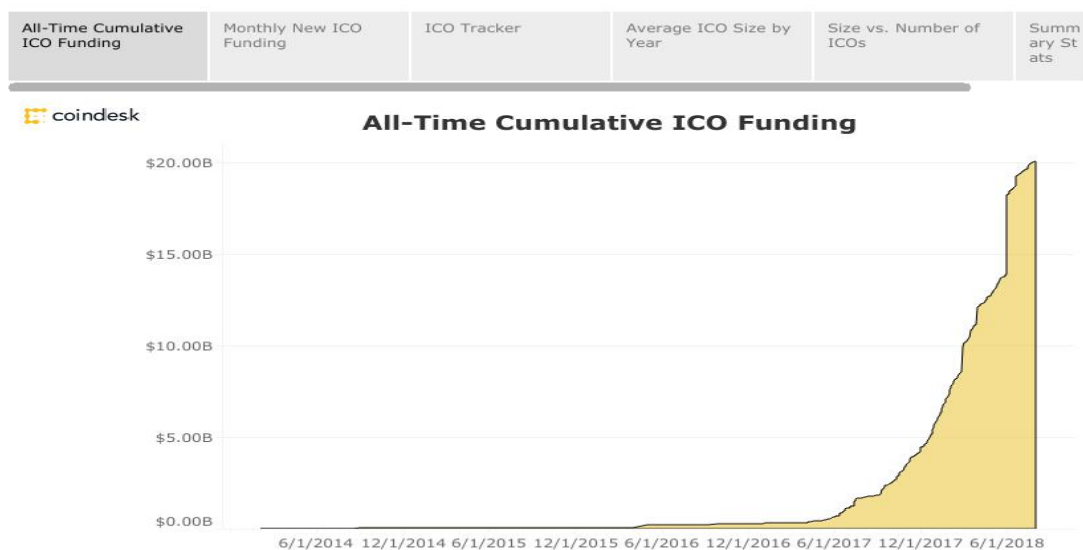 All-Time Cumulative
ICO Funding
Monthly New ICO
Funding
ICO Tracker
Average ICO Size by
Year
Size vs. Number of
ICOs
Summ
ary St
ats
coindesk
All-Time Cumulative ICO Funding
$20.00B
$15.00B
$10.00B
$5.00B
$0.00B
6/1/2014 12/1/2014 6/1/2015 12/1/2015 6/1/2016 12/1/2016 6/1/2017 12/1/2017 6/1/2018